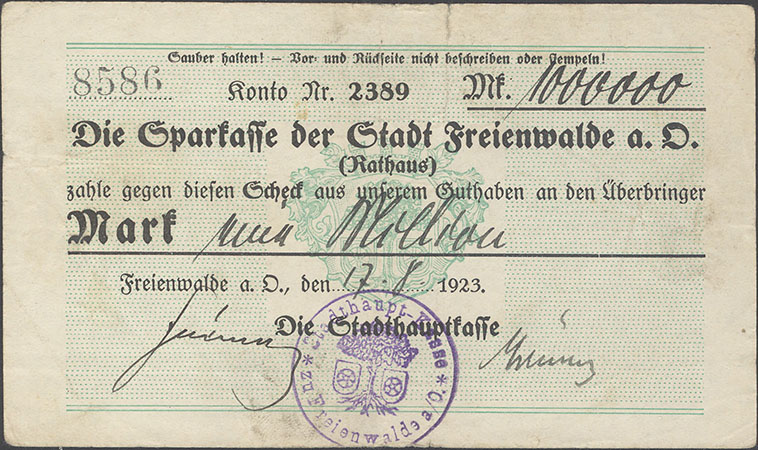 Sauber halten! – Vor- und Rückseite nicht beschreiben oder stempeln!
8586
Konto Nr. 2389 Mk. 1000000
Die Sparkasse der Stadt Freienwalde a. O.
(Rathaus)
zahle gegen diesen Scheck aus unserem Guthaben an den Überbringer
Mark eine Million
Freienwalde a. O., den 17. 8. 1923.
Die Stadthauptkasse
Stadthaupt-Kasse
Freienwalde a/O.